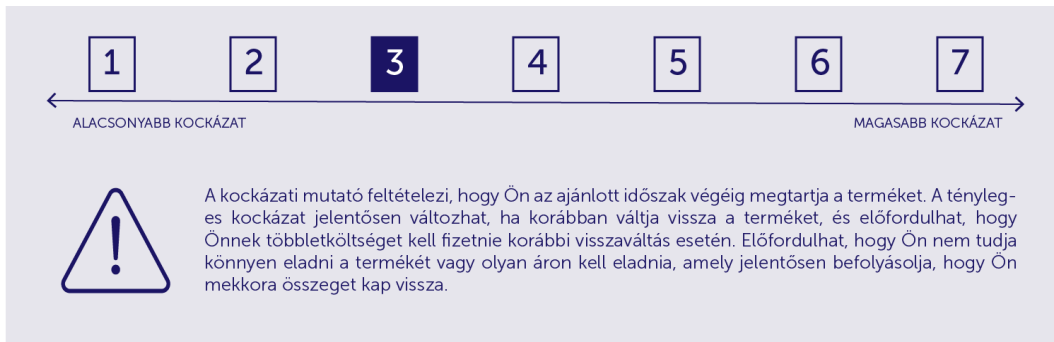 1 2 3 4 5 6 7
ALACSONYABB KOCKÁZAT MAGASABB KOCKÁZAT
A kockázati mutató feltételezi, hogy Ön az ajánlott időszak végéig megtartja a terméket. A tényleg-
es kockázat jelentősen változhat, ha korábban váltja vissza a terméket, és előfordulhat, hogy
Önnek többletköltséget kell fizetnie korábbi visszaváltás esetén. Előfordulhat, hogy Ön nem tudja
könnyen eladni a termékét vagy olyan áron kell eladnia, amely jelentősen befolyásolja, hogy Ön
mekkora összeget kap vissza.